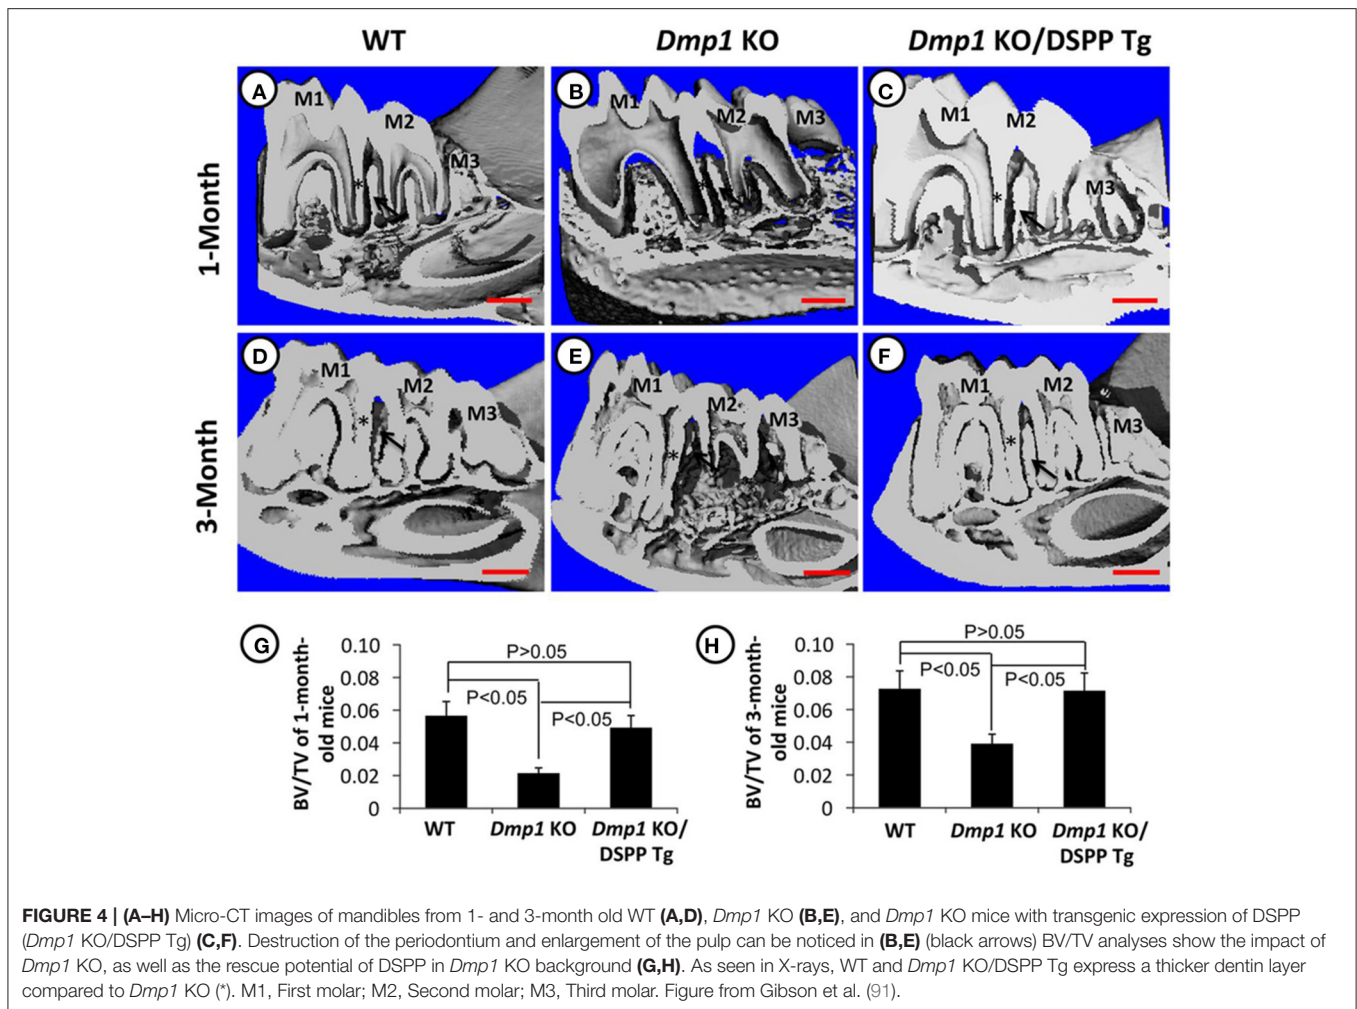 WT Dmp1 KO Dmp1 KO/DSPP Tg
1-Month
A M1 M2 M3 *
B M1 M2 M3 *
C M1 M2 M3 *
3-Month
D M1 M2 M3 *
E M1 M2 M3 *
F M1 M2 M3 *
G
BV/TV of 1-month-
old mice
0.10
0.08
0.06
0.04
0.02
0
P>0.05
P<0.05
P<0.05
WT Dmp1 KO Dmp1 KO/
DSPP Tg
H
BV/TV of 3-month-
old mice
0.10
0.08
0.06
0.04
0.02
0
P>0.05
P<0.05 P<0.05
WT Dmp1 KO Dmp1 KO/
DSPP Tg
FIGURE 4 | (A–H) Micro-CT images of mandibles from 1- and 3-month old WT (A,D), Dmp1 KO (B,E), and Dmp1 KO mice with transgenic expression of DSPP
(Dmp1 KO/DSPP Tg) (C,F). Destruction of the periodontium and enlargement of the pulp can be noticed in (B,E) (black arrows) BV/TV analyses show the impact of
Dmp1 KO, as well as the rescue potential of DSPP in Dmp1 KO background (G,H). As seen in X-rays, WT and Dmp1 KO/DSPP Tg express a thicker dentin layer
compared to Dmp1 KO (*). M1, First molar; M2, Second molar; M3, Third molar. Figure from Gibson et al. (91).